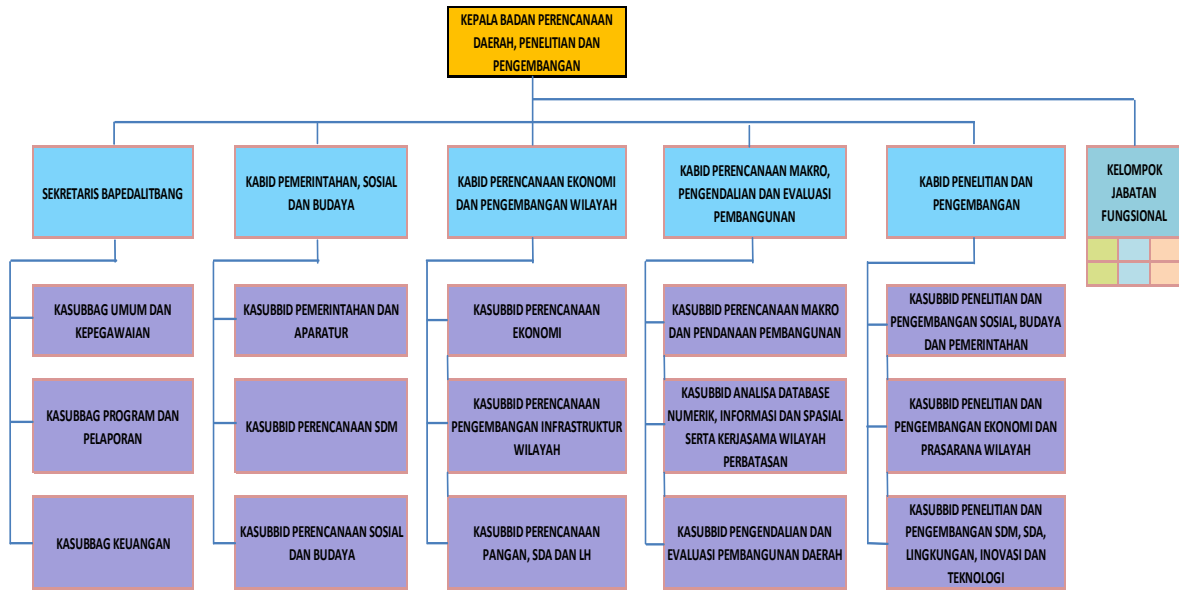 KEPALA BADAN PERENCANAAN
DAERAH, PENELITIAN DAN
PENGEMBANGAN
SEKRETARIS BAPEDALITBANG
KABID PEMERINTAHAN, SOSIAL
DAN BUDAYA
KABID PERENCANAAN EKONOMI
DAN PENGEMBANGAN WILAYAH
KABID PERENCANAAN MAKRO,
PENGENDALIAN DAN EVALUASI
PEMBANGUNAN
KABID PENELITIAN DAN
PENGEMBANGAN
KELOMPOK
JABATAN
FUNGSIONAL
KASUBBAG UMUM DAN
KEPEGAWAIAN
KASUBBID PEMERINTAHAN DAN
APARATUR
KASUBBID PERENCANAAN
EKONOMI
KASUBBID PERENCANAAN MAKRO
DAN PENDANAAN PEMBANGUNAN
KASUBBID PENELITIAN DAN
PENGEMBANGAN SOSIAL, BUDAYA
DAN PEMERINTAHAN
KASUBBAG PROGRAM DAN
PELAPORAN
KASUBBID PERENCANAAN SDM
KASUBBID PERENCANAAN
PENGEMBANGAN INFRASTRUKTUR
WILAYAH
KASUBBID ANALISA DATABASE
NUMERIK, INFORMASI DAN SPASIAL
SERTA KERJASAMA WILAYAH
PERBATASAN
KASUBBID PENELITIAN DAN
PENGEMBANGAN EKONOMI DAN
PRASARANA WILAYAH
KASUBBAG KEUANGAN
KASUBBID PERENCANAAN SOSIAL
DAN BUDAYA
KASUBBID PERENCANAAN
PANGAN, SDA DAN LH
KASUBBID PENGENDALIAN DAN
EVALUASI PEMBANGUNAN DAERAH
KASUBBID PENELITIAN DAN
PENGEMBANGAN SDM, SDA,
LINGKUNGAN, INOVASI DAN
TEKNOLOGI